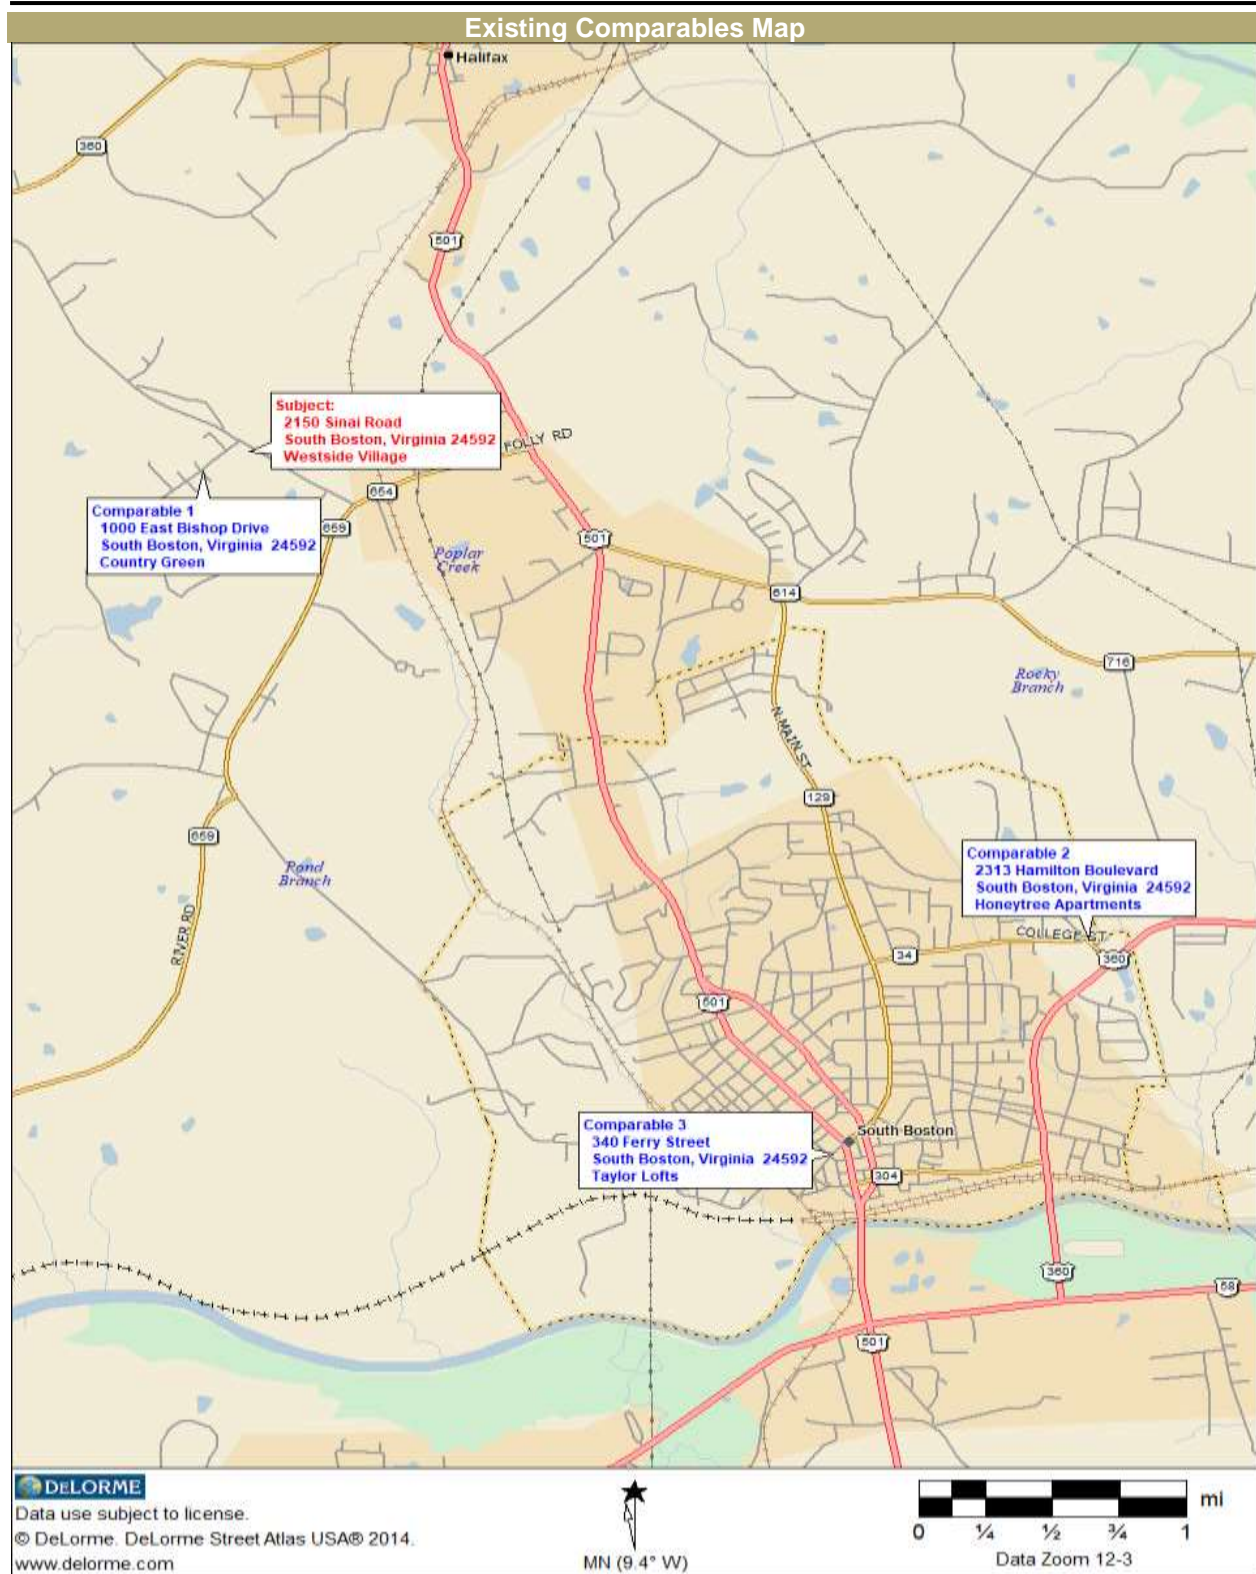 Existing Comparables Map
Halifax
360
501
Subject:
2150 Sinai Road
South Boston, Virginia 24592
Westside Village
FOLLY RD
654
Comparable 1
1000 East Bishop Drive
South Boston, Virginia 24592
Country Green
659
501
Poplar
Creek
614
716
Rocky
Branch
N MAIN ST
129
659
Pond
Branch
RIVER RD
Comparable 2
2313 Hamilton Boulevard
South Boston, Virginia 24592
Honeytree Apartments
COLLEGE ST
34
360
501
Comparable 3
340 Ferry Street
South Boston, Virginia 24592
Taylor Lofts
South Boston
304
360
58
501
DELORME
Data use subject to license.
© DeLorme. DeLorme Street Atlas USA® 2014.
www.delorme.com
MN (9.4° W)
mi
0 ¼ ½ ¾ 1
Data Zoom 12-3